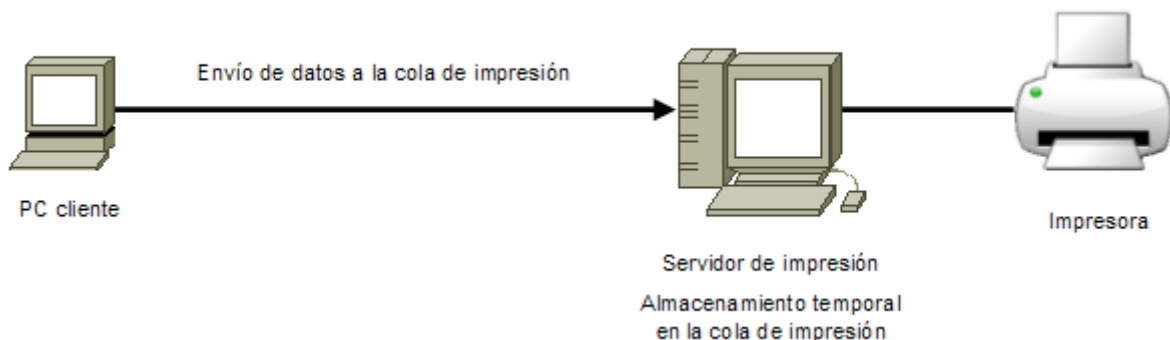 Envío de datos a la cola de impresión
PC cliente
Impresora
Servidor de impresión
Almacenamiento temporal
en la cola de impresión